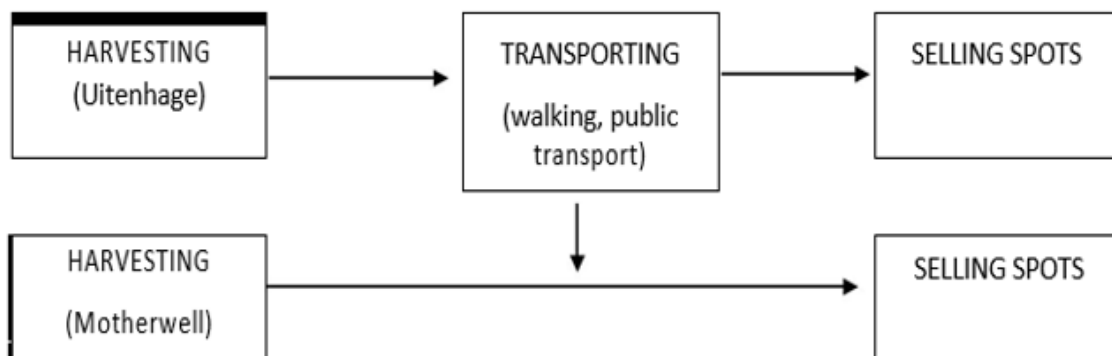 HARVESTING
(Uitenhage)
TRANSPORTING
(walking, public
transport)
SELLING SPOTS
HARVESTING
(Motherwell)
SELLING SPOTS